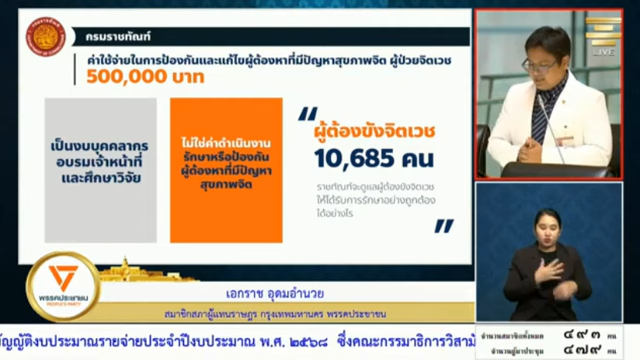 กรมราชทัณฑ์
ค่าใช้จ่ายในการป้องกันและแก้ไขผู้ต้องหาที่มีปัญหาสุขภาพจิต ผู้ป่วยจิตเวช
500,000 บาท
เป็นงบบุคคลากร
อบรมเจ้าหน้าที่
และศึกษาวิจัย
ไม่ใช่ค่าดำเนินงาน
รักษาหรือป้องกัน
ผู้ต้องหาที่มีปัญหา
สุขภาพจิต
“ผู้ต้องขังจิตเวช
10,685 คน
ราชทัณฑ์จะดูแลผู้ต้องขังจิตเวช
ให้ได้รับการรักษาอย่างถูกต้อง
ได้อย่างไร
”
LIVE
พรรคประชาชน
PEOPLE'S PARTY
เอกราช อุดมอำนวย
สมาชิกสภาผู้แทนราษฎร กรุงเทพมหานคร พรรคประชาชน
ัญญัติงบประมาณรายจ่ายประจำปีงบประมาณ พ.ศ. ๒๕๖๘ ซึ่งคณะกรรมาธิการวิสามั
จำนวนสมาชิกทั้งหมด ๔๙๓ คน
จำนวนผู้มาประชุม ๔๗๙ คน